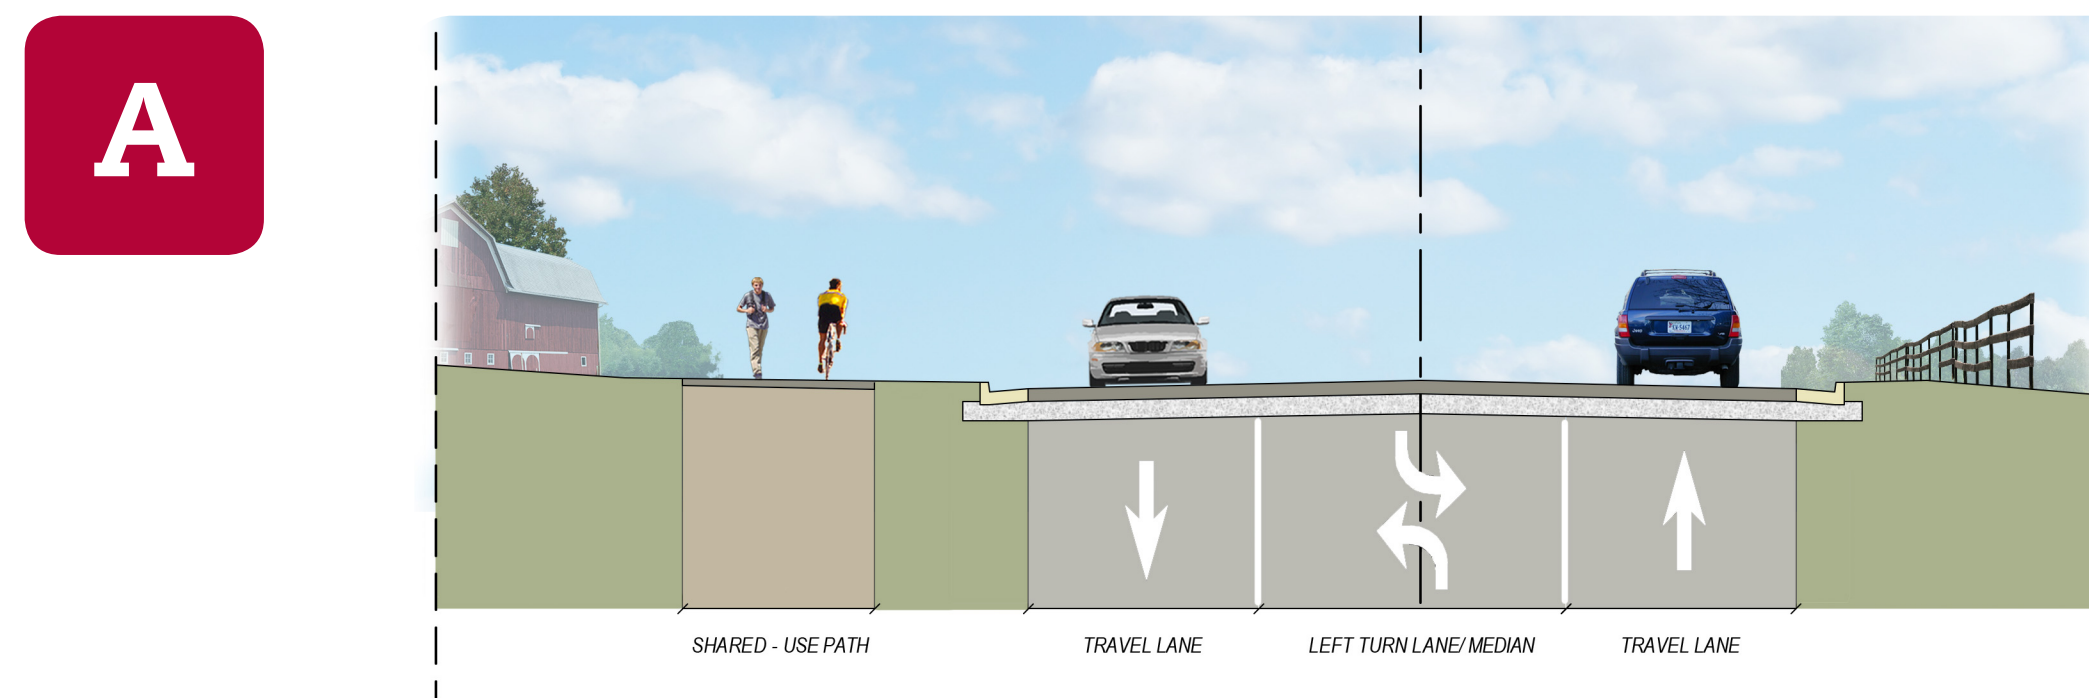 A
SHARED - USE PATH
TRAVEL LANE
LEFT TURN LANE/ MEDIAN
TRAVEL LANE